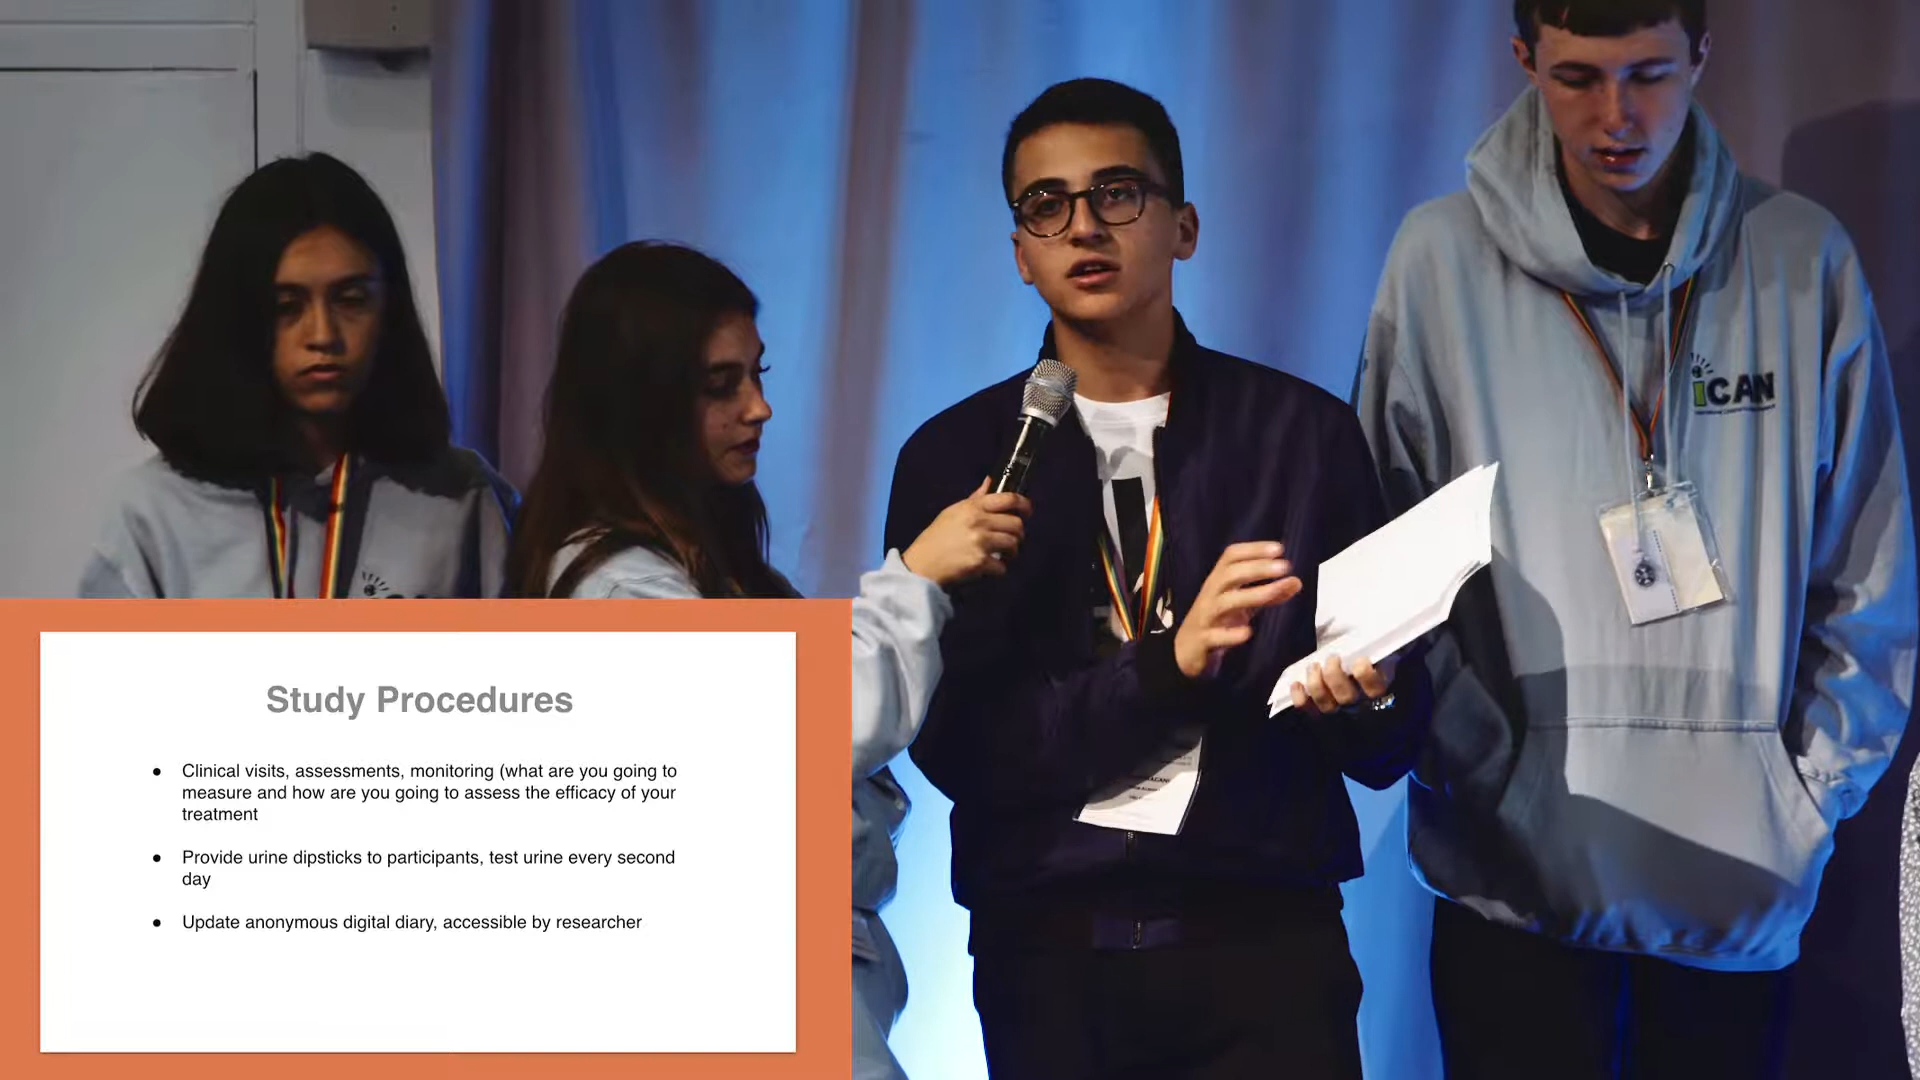 iCAN
Study Procedures
● Clinical visits, assessments, monitoring (what are you going to
measure and how are you going to assess the efficacy of your
treatment
● Provide urine dipsticks to participants, test urine every second
day
● Update anonymous digital diary, accessible by researcher